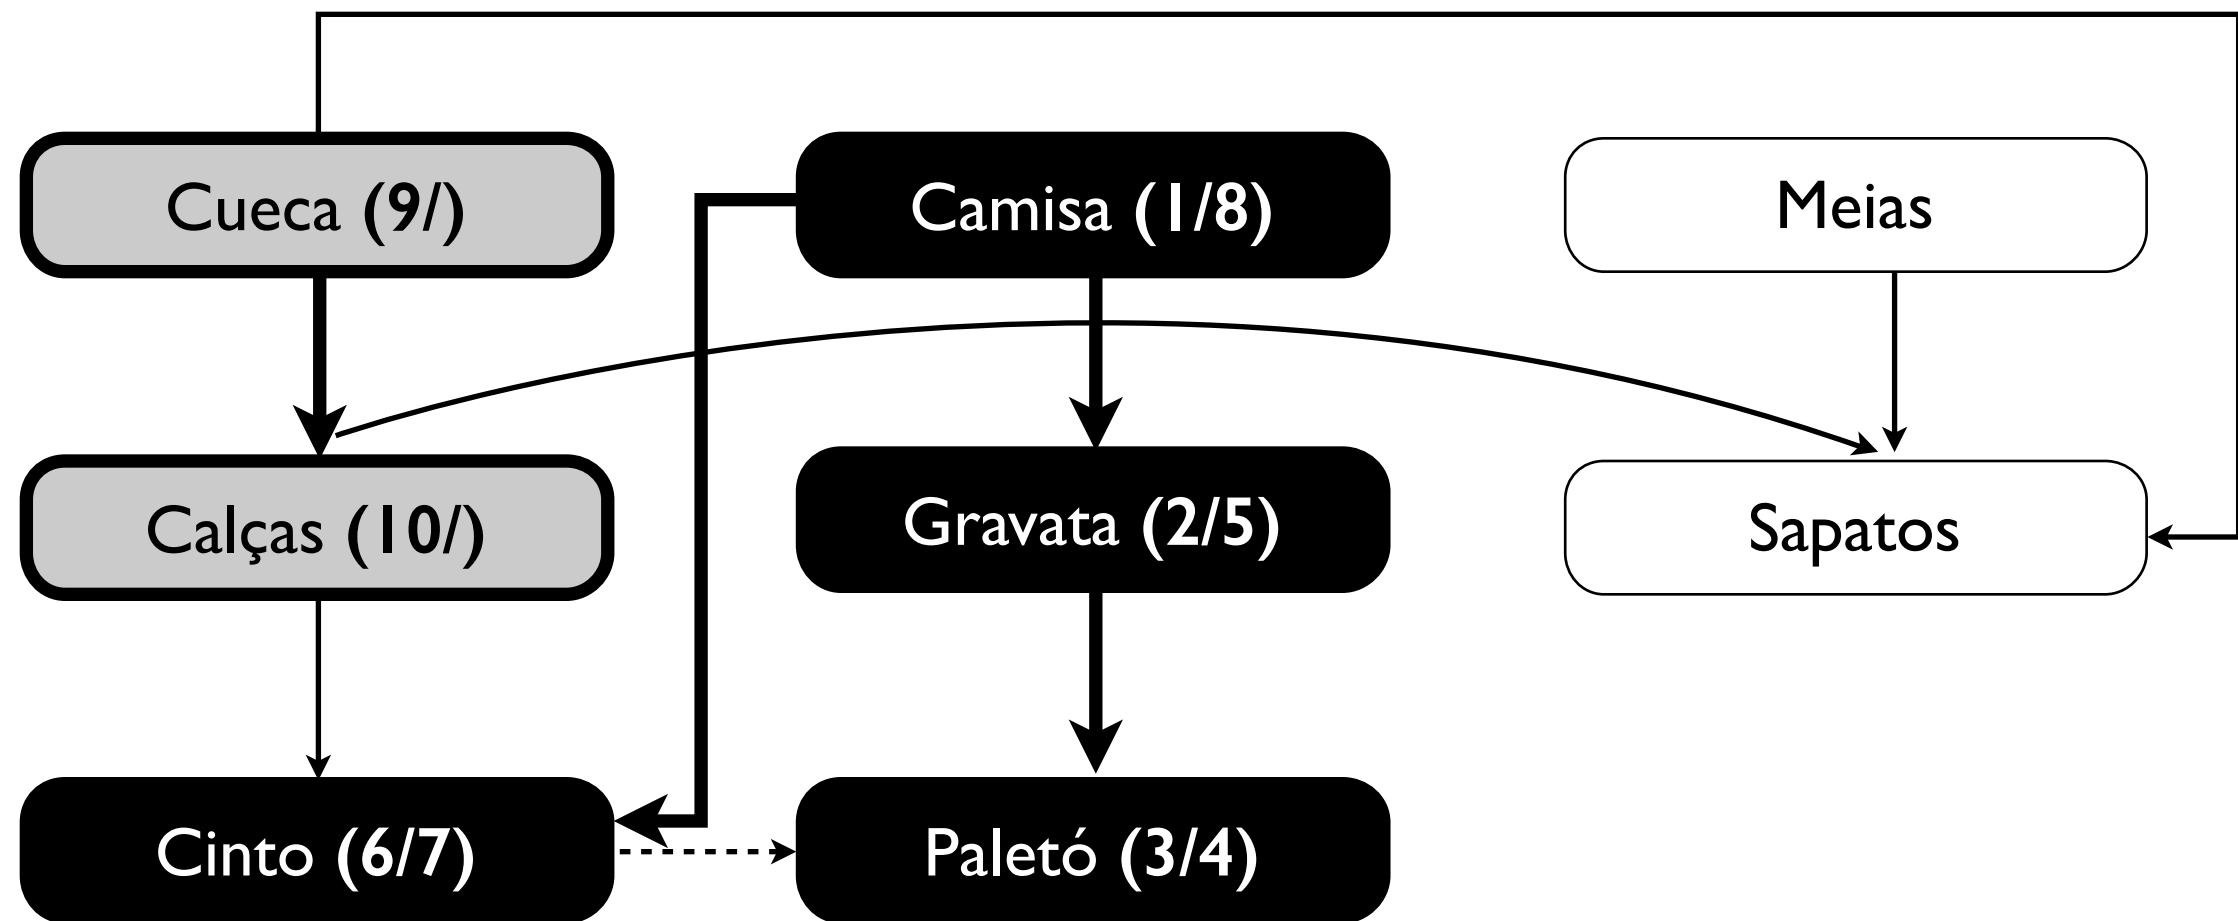 Cueca (9/)
Camisa (1/8)
Meias
Calças (10/)
Gravata (2/5)
Sapatos
Cinto (6/7)
Paletó (3/4)